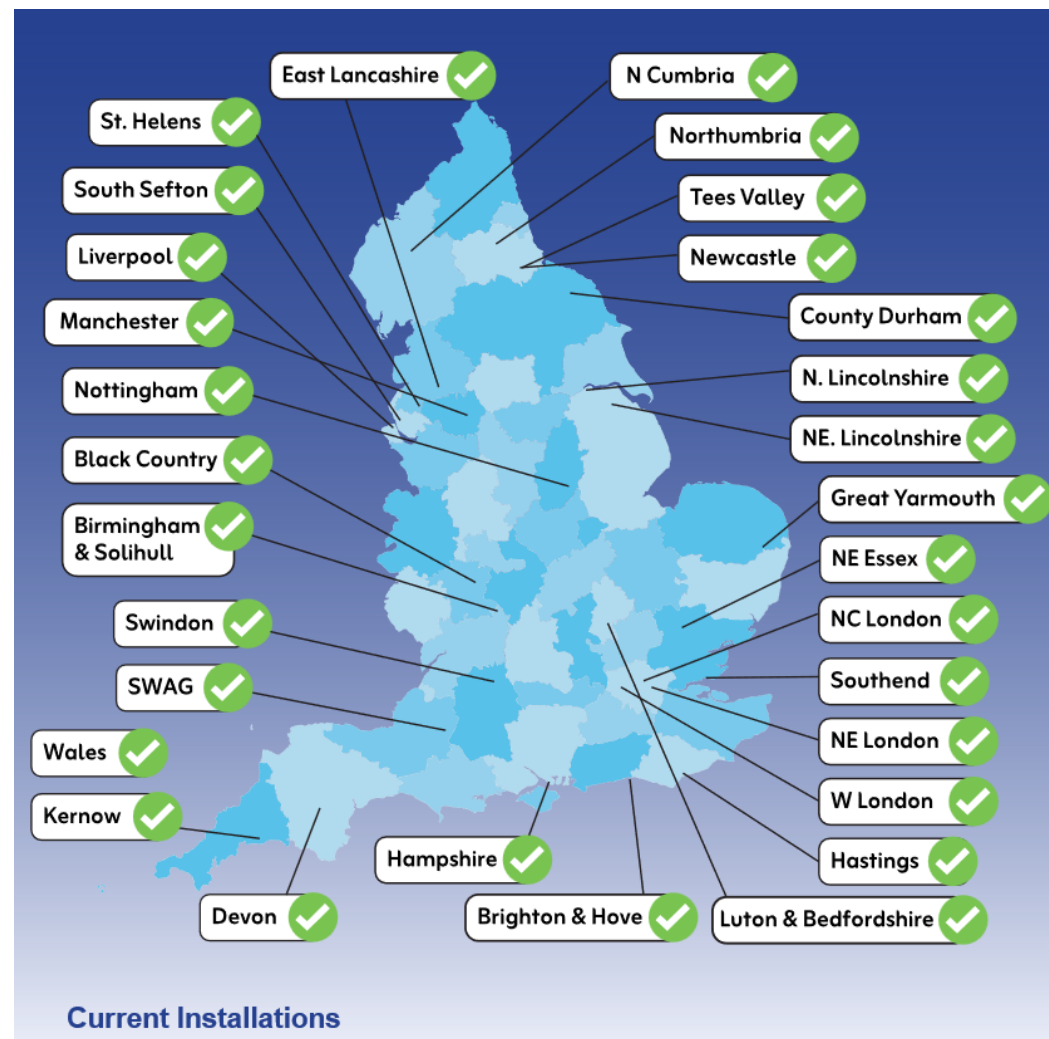 East Lancashire
N Cumbria
St. Helens
Northumbria
South Sefton
Tees Valley
Liverpool
Newcastle
Manchester
County Durham
Nottingham
N. Lincolnshire
NE. Lincolnshire
Black Country
Great Yarmouth
Birmingham
& Solihull
NE Essex
Swindon
NC London
SWAG
Southend
Wales
NE London
Kernow
W London
Hampshire
Hastings
Devon
Brighton & Hove
Luton & Bedfordshire
Current Installations